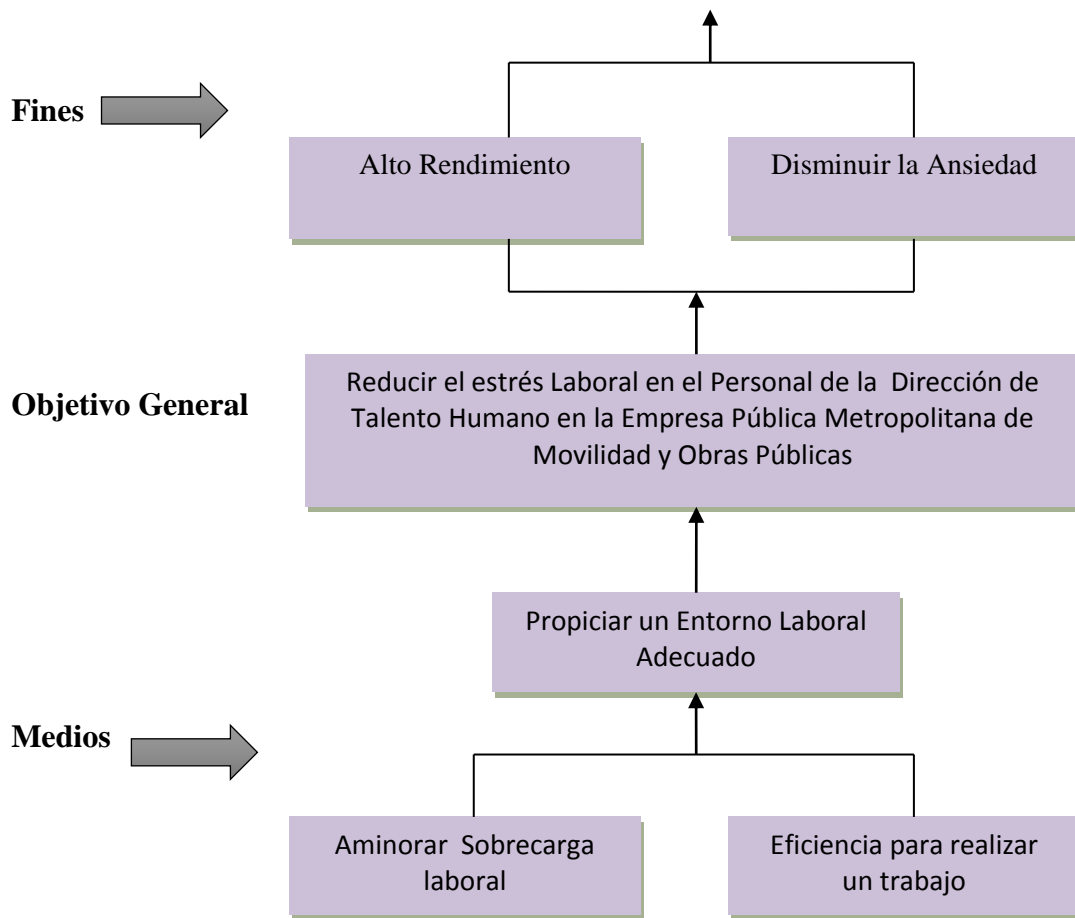 Fines
Alto Rendimiento
Disminuir la Ansiedad
Objetivo General
Reducir el estrés Laboral en el Personal de la Dirección de
Talento Humano en la Empresa Pública Metropolitana de
Movilidad y Obras Públicas
Propiciar un Entorno Laboral
Adecuado
Medios
Aminorar Sobrecarga
laboral
Eficiencia para realizar
un trabajo